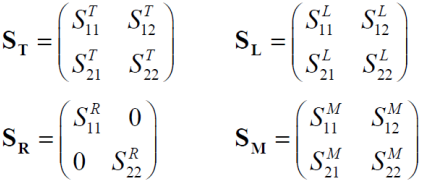 S_T = ( S_11^T  S_12^T ; S_21^T  S_22^T )    S_L = ( S_11^L  S_12^L ; S_21^L  S_22^L )
S_R = ( S_11^R  0 ; 0  S_22^R )    S_M = ( S_11^M  S_12^M ; S_21^M  S_22^M )